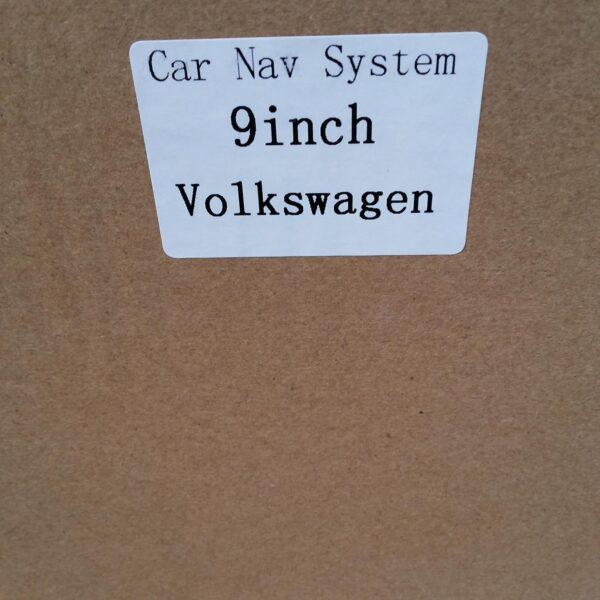 Car Nav System
9inch
Volkswagen